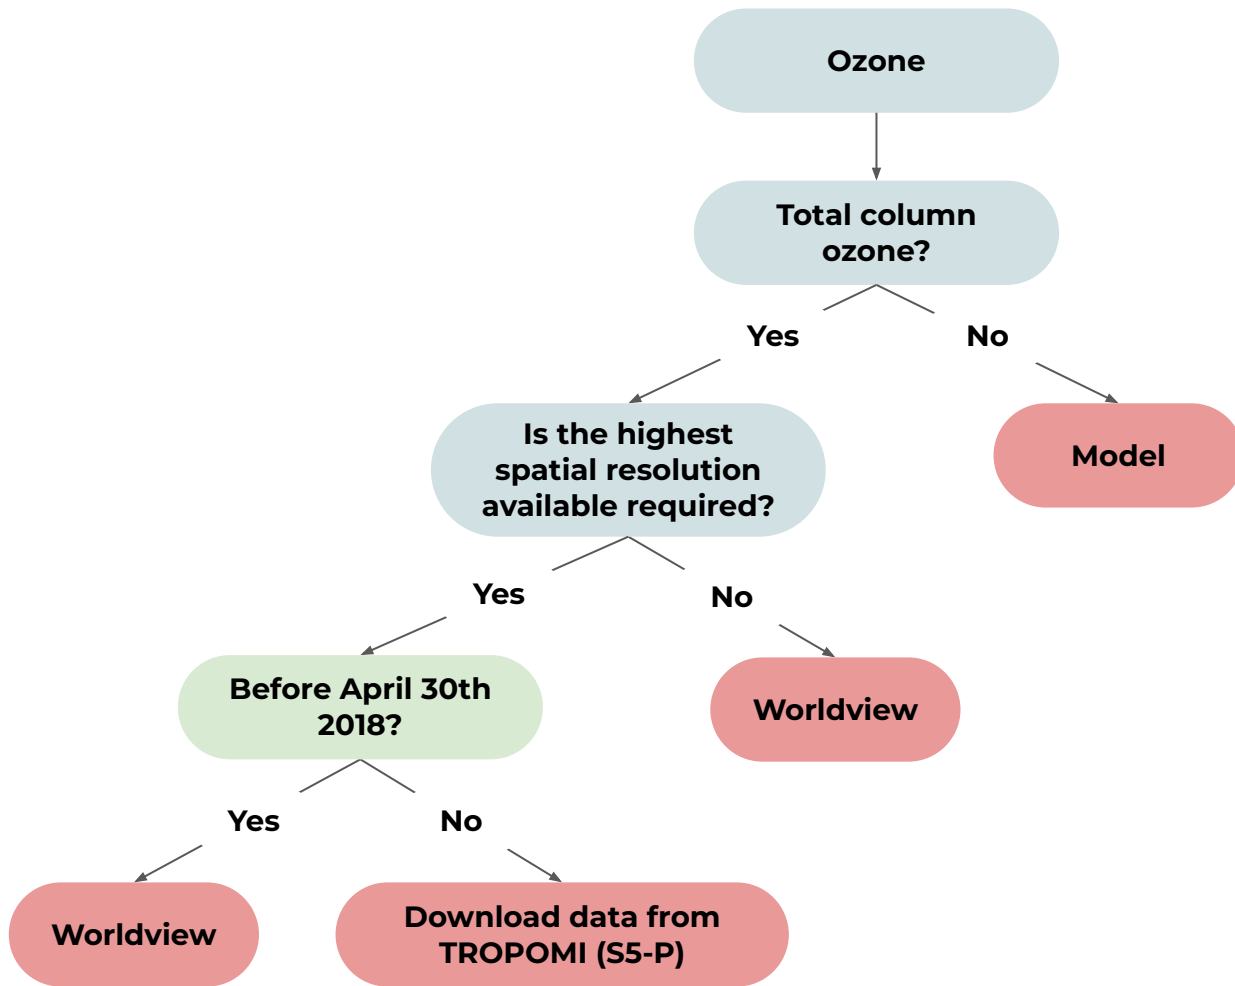 Ozone
Total column
ozone?
Yes
No
Is the highest
spatial resolution
available required?
Model
Yes
No
Before April 30th
2018?
Worldview
Yes
No
Worldview
Download data from
TROPOMI (S5-P)